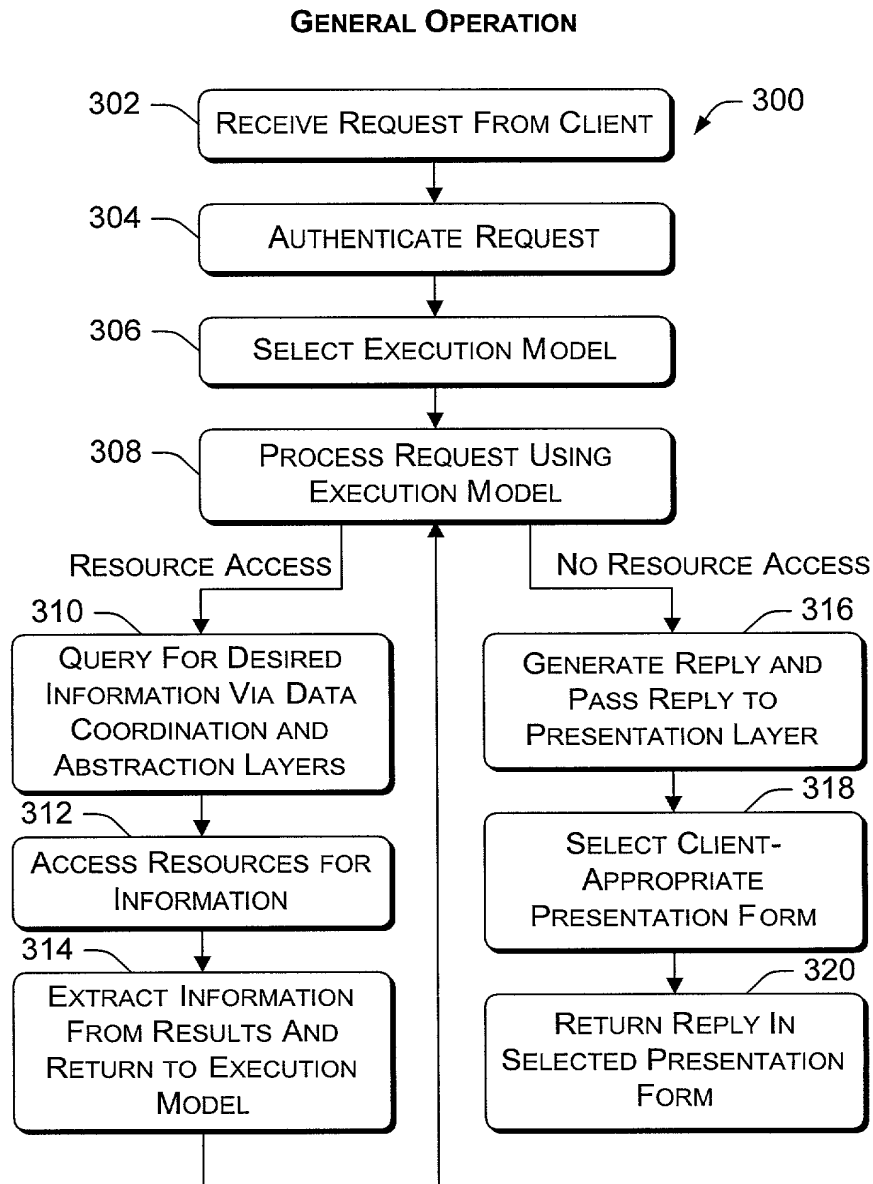 GENERAL OPERATION
302
RECEIVE REQUEST FROM CLIENT
300
304
AUTHENTICATE REQUEST
306
SELECT EXECUTION MODEL
308
PROCESS REQUEST USING
EXECUTION MODEL
RESOURCE ACCESS
NO RESOURCE ACCESS
310
QUERY FOR DESIRED
INFORMATION VIA DATA
COORDINATION AND
ABSTRACTION LAYERS
312
ACCESS RESOURCES FOR
INFORMATION
314
EXTRACT INFORMATION
FROM RESULTS AND
RETURN TO EXECUTION
MODEL
316
GENERATE REPLY AND
PASS REPLY TO
PRESENTATION LAYER
318
SELECT CLIENT-
APPROPRIATE
PRESENTATION FORM
320
RETURN REPLY IN
SELECTED PRESENTATION
FORM